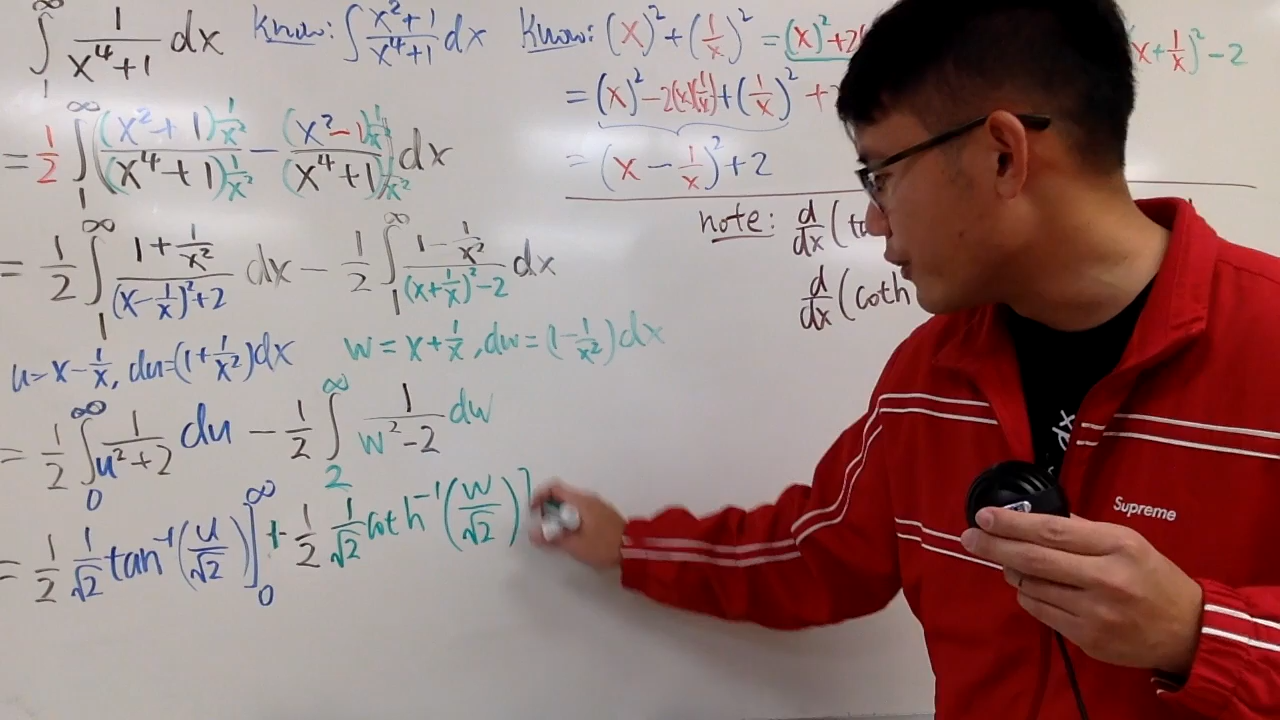 ∫₁^∞ 1/(x⁴+1) dx Know: ∫ (x²+1)/(x⁴+1) dx
= 1/2 ∫₁^∞ ( (x²+1) 1/x² / (x⁴+1) 1/x² − (x²−1) 1/x² / (x⁴+1) 1/x² ) dx
= 1/2 ∫₁^∞ (1+1/x²)/((x−1/x)²+2) dx − 1/2 ∫₁^∞ (1−1/x²)/((x+1/x)²−2) dx
u=x−1/x, du=(1+1/x²)dx w=x+1/x, dw=(1−1/x²)dx
= 1/2 ∫₀^∞ 1/(u²+2) du − 1/2 ∫₂^∞ 1/(w²−2) dw
= 1/2 1/√2 tan⁻¹(u/√2)]₀^∞ + 1/2 1/√2 coth⁻¹(w/√2)]
Know: (x)²+(1/x)² = (x)²+2( x+1/x)²−2
= (x)²−2(x)(1/x)+(1/x)² +
= (x−1/x)²+2
note: d/dx (ta
d/dx (coth
Supreme